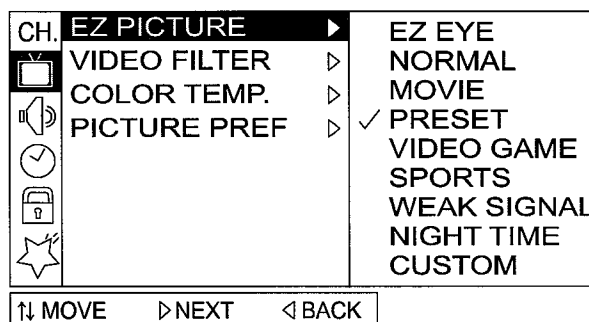 CH.
EZ PICTURE
VIDEO FILTER
COLOR TEMP.
PICTURE PREF
EZ EYE
NORMAL
MOVIE
PRESET
VIDEO GAME
SPORTS
WEAK SIGNAL
NIGHT TIME
CUSTOM
MOVE NEXT BACK